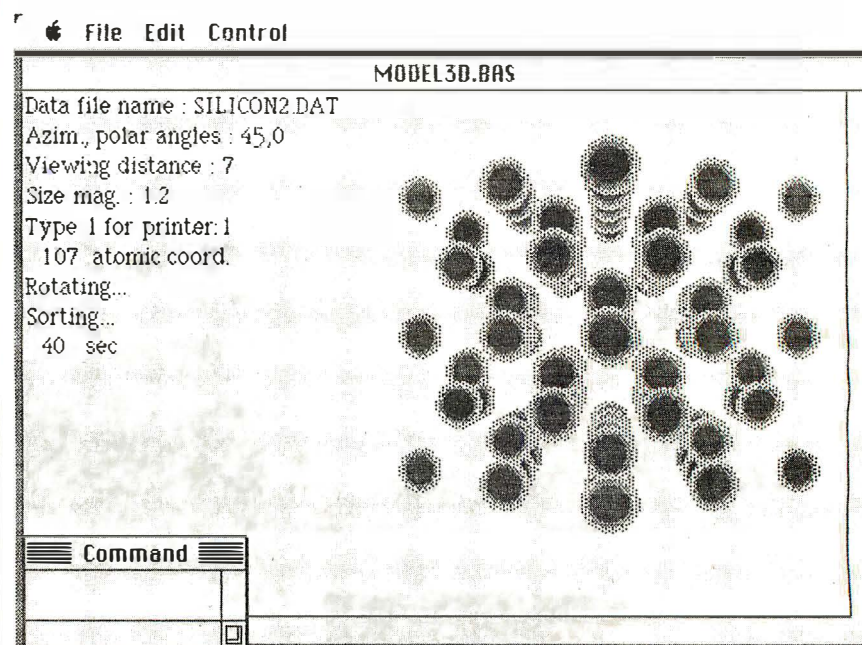 File Edit Control
MODEL3D.BAS
Data file name : SILICON2.DAT
Azim., polar angles : 45,0
Viewing distance : 7
Size mag. : 1.2
Type 1 for printer: 1
107 atomic coord.
Rotating...
Sorting...
40 sec
Command